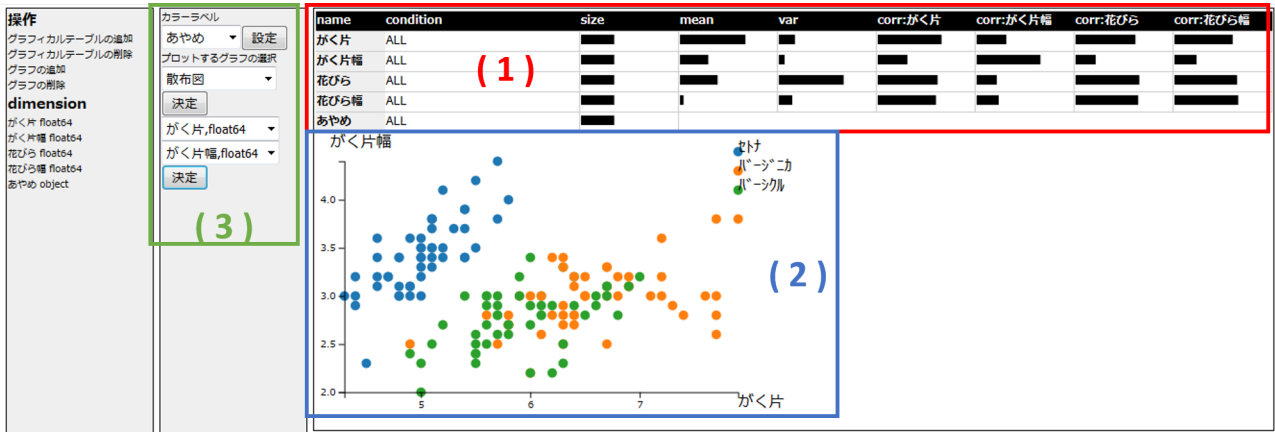 操作
グラフィカルテーブルの追加
グラフィカルテーブルの削除
グラフの追加
グラフの削除
dimension
がく片 float64
がく片幅 float64
花びら float64
花びら幅 float64
あやめ object
カラーラベル
あやめ 設定
プロットするグラフの選択
散布図
決定
がく片,float64
がく片幅,float64
決定
( 3 )
name condition size mean var corr:がく片 corr:がく片幅 corr:花びら corr:花びら幅
がく片 ALL
がく片幅 ALL
花びら ALL
花びら幅 ALL
あやめ ALL
( 1 )
がく片幅
セトナ
バージニカ
バーシクル
4.0
3.5
3.0
2.5
2.0
5 6 7
がく片
( 2 )